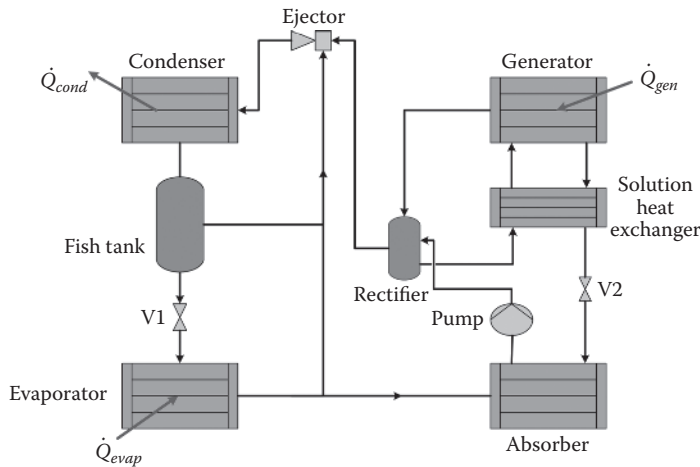 Ejector
Condenser
Generator
Q̇cond
Q̇gen
Solution
heat
exchanger
Fish tank
Rectifier
V1
Pump
V2
Evaporator
Q̇evap
Absorber